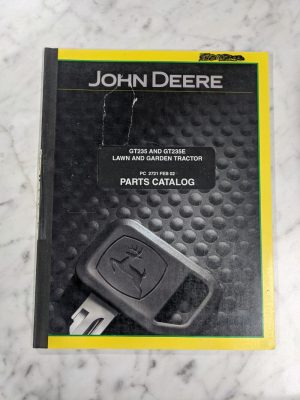 JOHN DEERE
GT235 AND GT235E
LAWN AND GARDEN TRACTOR
PC 2721 FEB 02
PARTS CATALOG